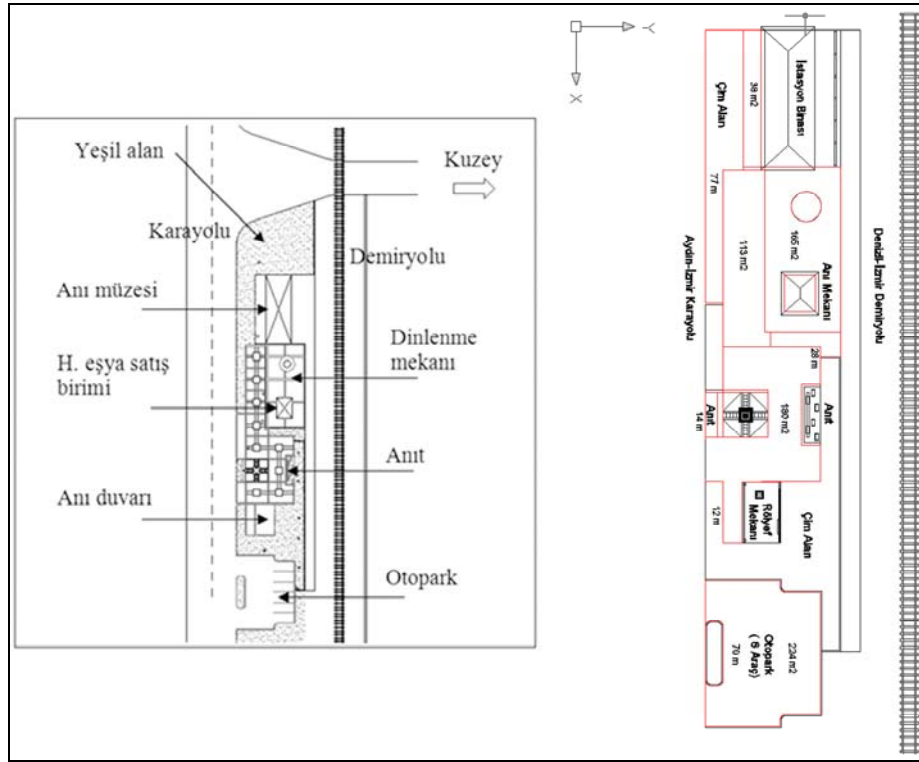 Yeşil alan
Kuzey
Karayolu
Demiryolu
Anı müzesi
Dinlenme
mekanı
H. eşya satış
birimi
Anıt
Anı duvarı
Otopark
Y
X
İstasyon Binası
38 m2
Çim Alan
77 m
Aydın-İzmir Karayolu
113 m2
165 m2
Anı Mekanı
Denizli-İzmir Demiryolu
28 m
Anıt
180 m2
Anıt
14 m
12 m
Rölyef
Mekanı
Çim Alan
224 m2
Otopark
( 6 Araç)
70 m